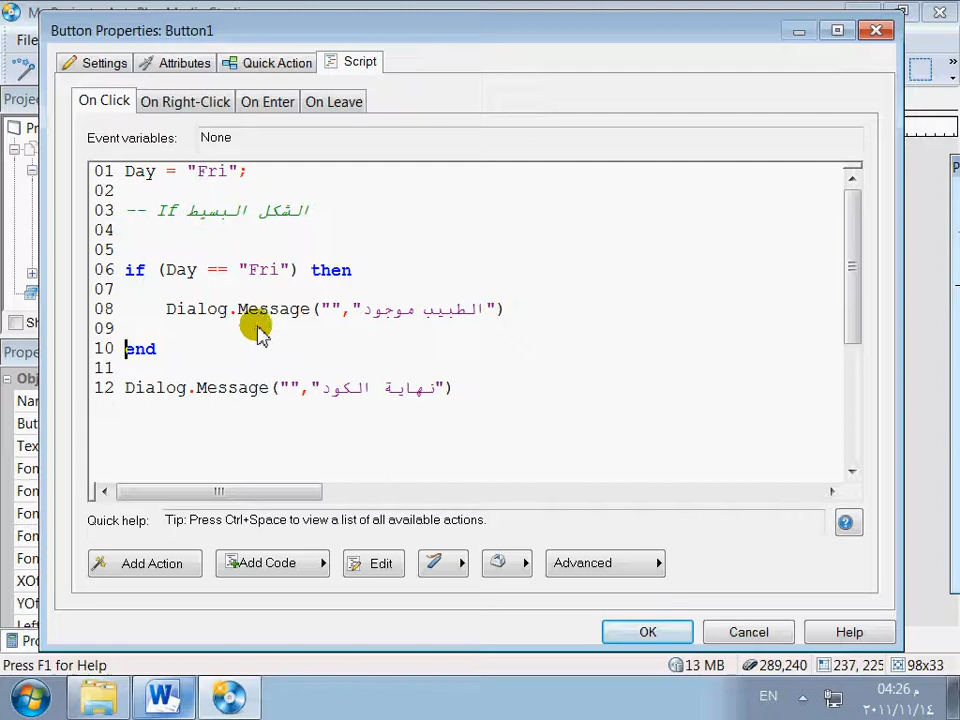 Button Properties: Button1
File
Settings
Attributes
Quick Action
Script
On Click
On Right-Click
On Enter
On Leave
Event variables:
None
01 Day = "Fri";
02
03 -- If الشكل البسيط
04
05
06 if (Day == "Fri") then
07
08 Dialog.Message("","الطبيب موجود")
09
10 end
11
12 Dialog.Message("","نهاية الكود")
Quick help:
Tip: Press Ctrl+Space to view a list of all available actions.
Add Action
Add Code
Edit
Advanced
OK
Cancel
Help
Press F1 for Help
13 MB
289,240
237, 225
98x33
EN
04:26 م
٢٠١١/١١/١٤